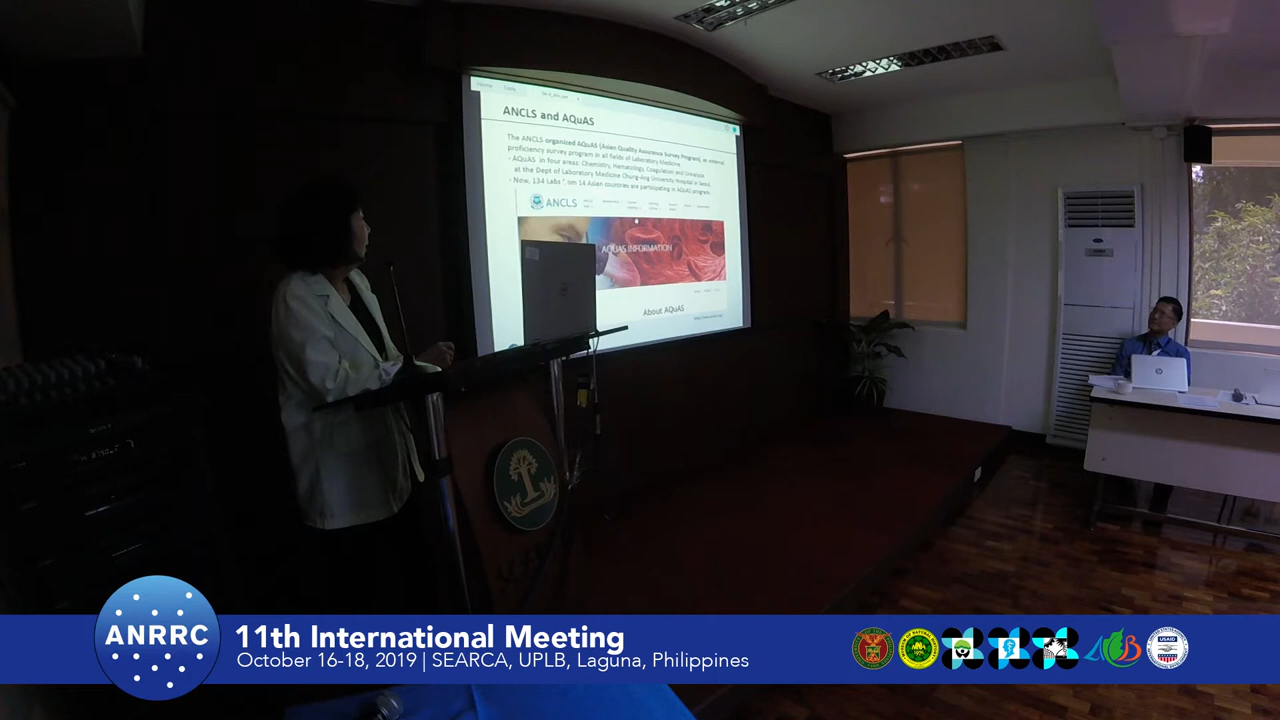 ANCLS and AQuAS
The ANCLS organized AQuAS (Asian Quality Assurance Survey Program), an external
proficiency survey program in all fields of Laboratory Medicine.
- AQuAS in four areas: Chemistry, Hematology, Coagulation and Urinalysis
at the Dept of Laboratory Medicine Chung-Ang University Hospital in Seoul.
- Now, 134 Labs from 14 Asian countries are participating in AQuAS program.
ANCLS
AQUAS INFORMATION
About AQuAS
ANRRC
11th International Meeting
October 16-18, 2019 | SEARCA, UPLB, Laguna, Philippines
USAID